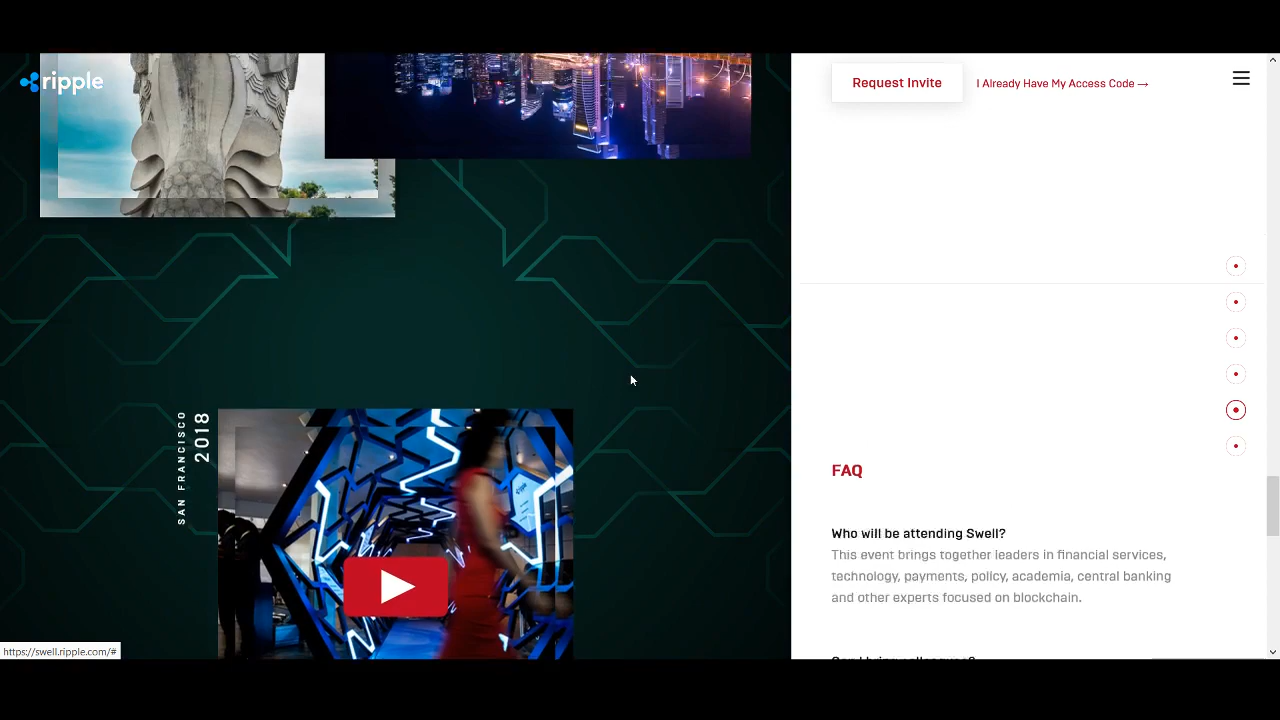 ripple
Request Invite
I Already Have My Access Code →
SAN FRANCISCO
2018
FAQ
Who will be attending Swell?
This event brings together leaders in financial services,
technology, payments, policy, academia, central banking
and other experts focused on blockchain.
https://swell.ripple.com/#